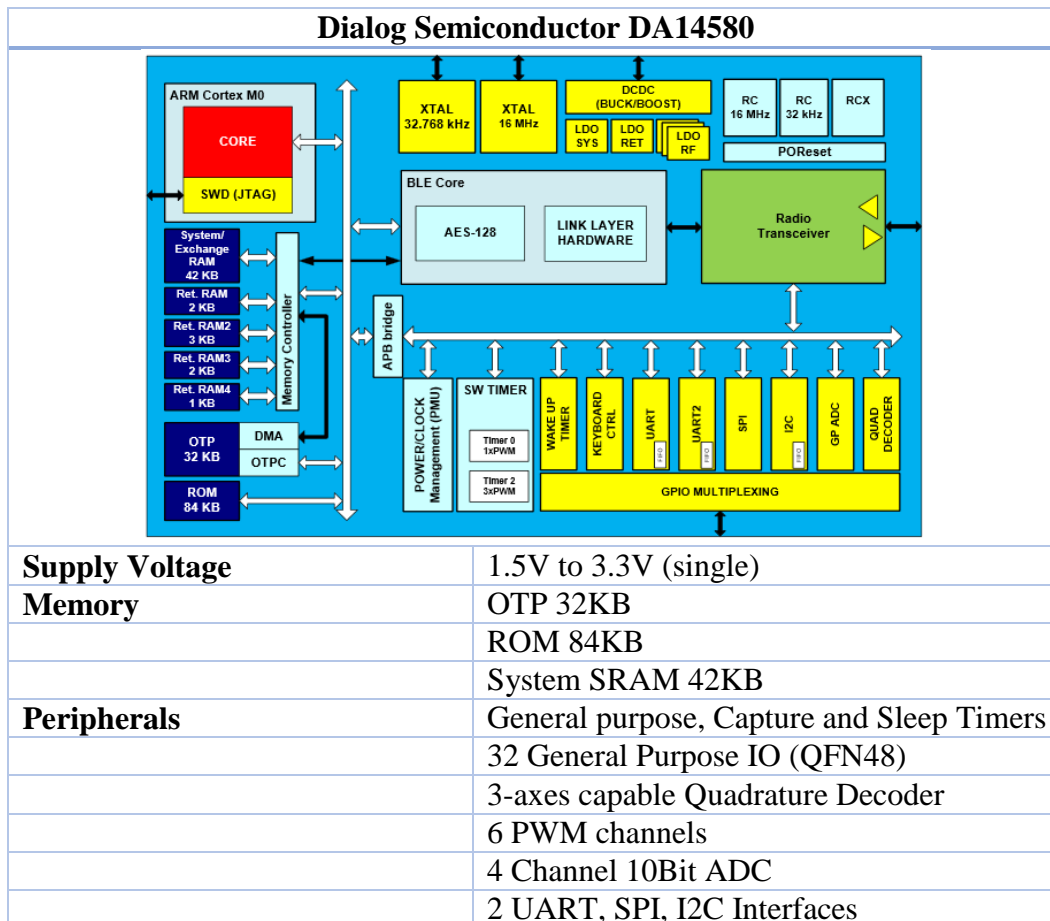 Dialog Semiconductor DA14580
ARM Cortex M0
CORE
SWD (JTAG)
XTAL
32.768 kHz
XTAL
16 MHz
DCDC
(BUCK/BOOST)
LDO
SYS
LDO
RET
LDO
RF
RC
16 MHz
RC
32 kHz
RCX
POReset
BLE Core
AES-128
LINK LAYER
HARDWARE
Radio
Transceiver
System/
Exchange
RAM
42 KB
Ret. RAM
2 KB
Ret. RAM2
3 KB
Ret. RAM3
2 KB
Ret. RAM4
1 KB
Memory Controller
OTP
32 KB
DMA
OTPC
ROM
84 KB
APB bridge
POWER/CLOCK
Management (PMU)
SW TIMER
Timer 0
1xPWM
Timer 2
3xPWM
WAKE UP
TIMER
KEYBOARD
CTRL
UART
FIFO
UART2
FIFO
SPI
I2C
FIFO
GP ADC
QUAD
DECODER
GPIO MULTIPLEXING
Supply Voltage 1.5V to 3.3V (single)
Memory OTP 32KB
ROM 84KB
System SRAM 42KB
Peripherals General purpose, Capture and Sleep Timers
32 General Purpose IO (QFN48)
3-axes capable Quadrature Decoder
6 PWM channels
4 Channel 10Bit ADC
2 UART, SPI, I2C Interfaces